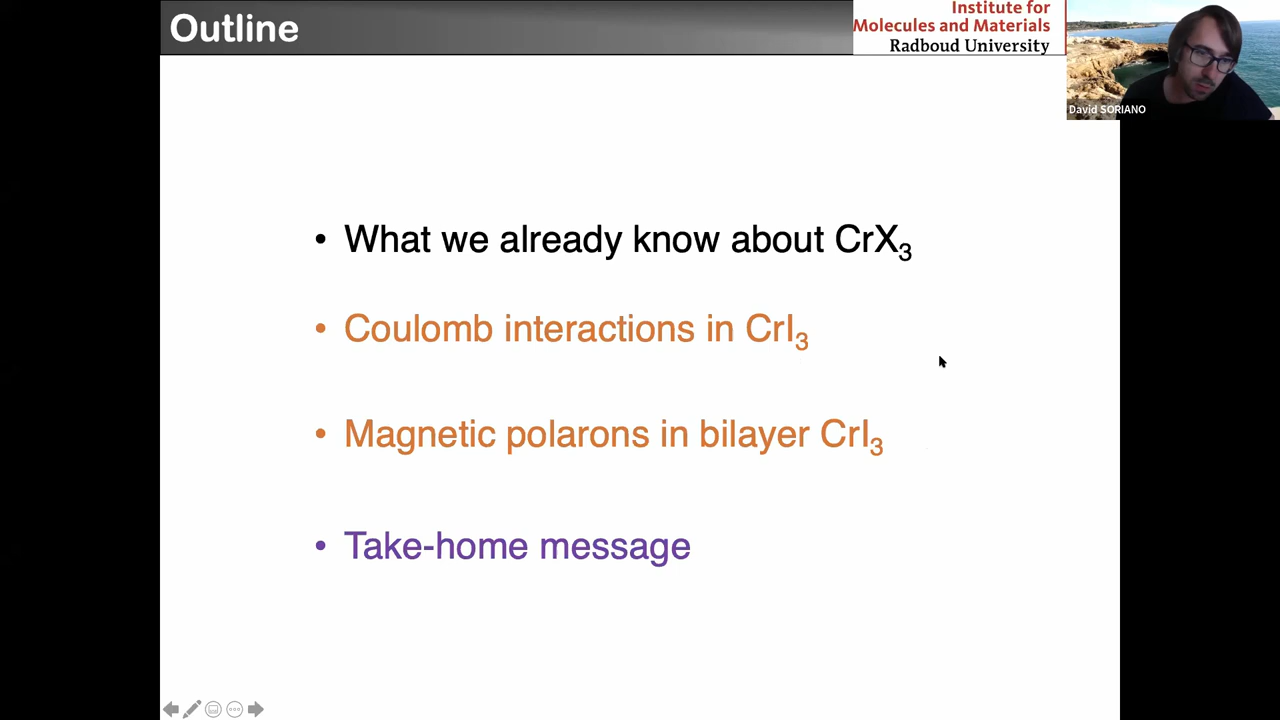 Outline
Institute for
Molecules and Materials
Radboud University
David SORIANO
• What we already know about CrX₃
• Coulomb interactions in CrI₃
• Magnetic polarons in bilayer CrI₃
• Take-home message